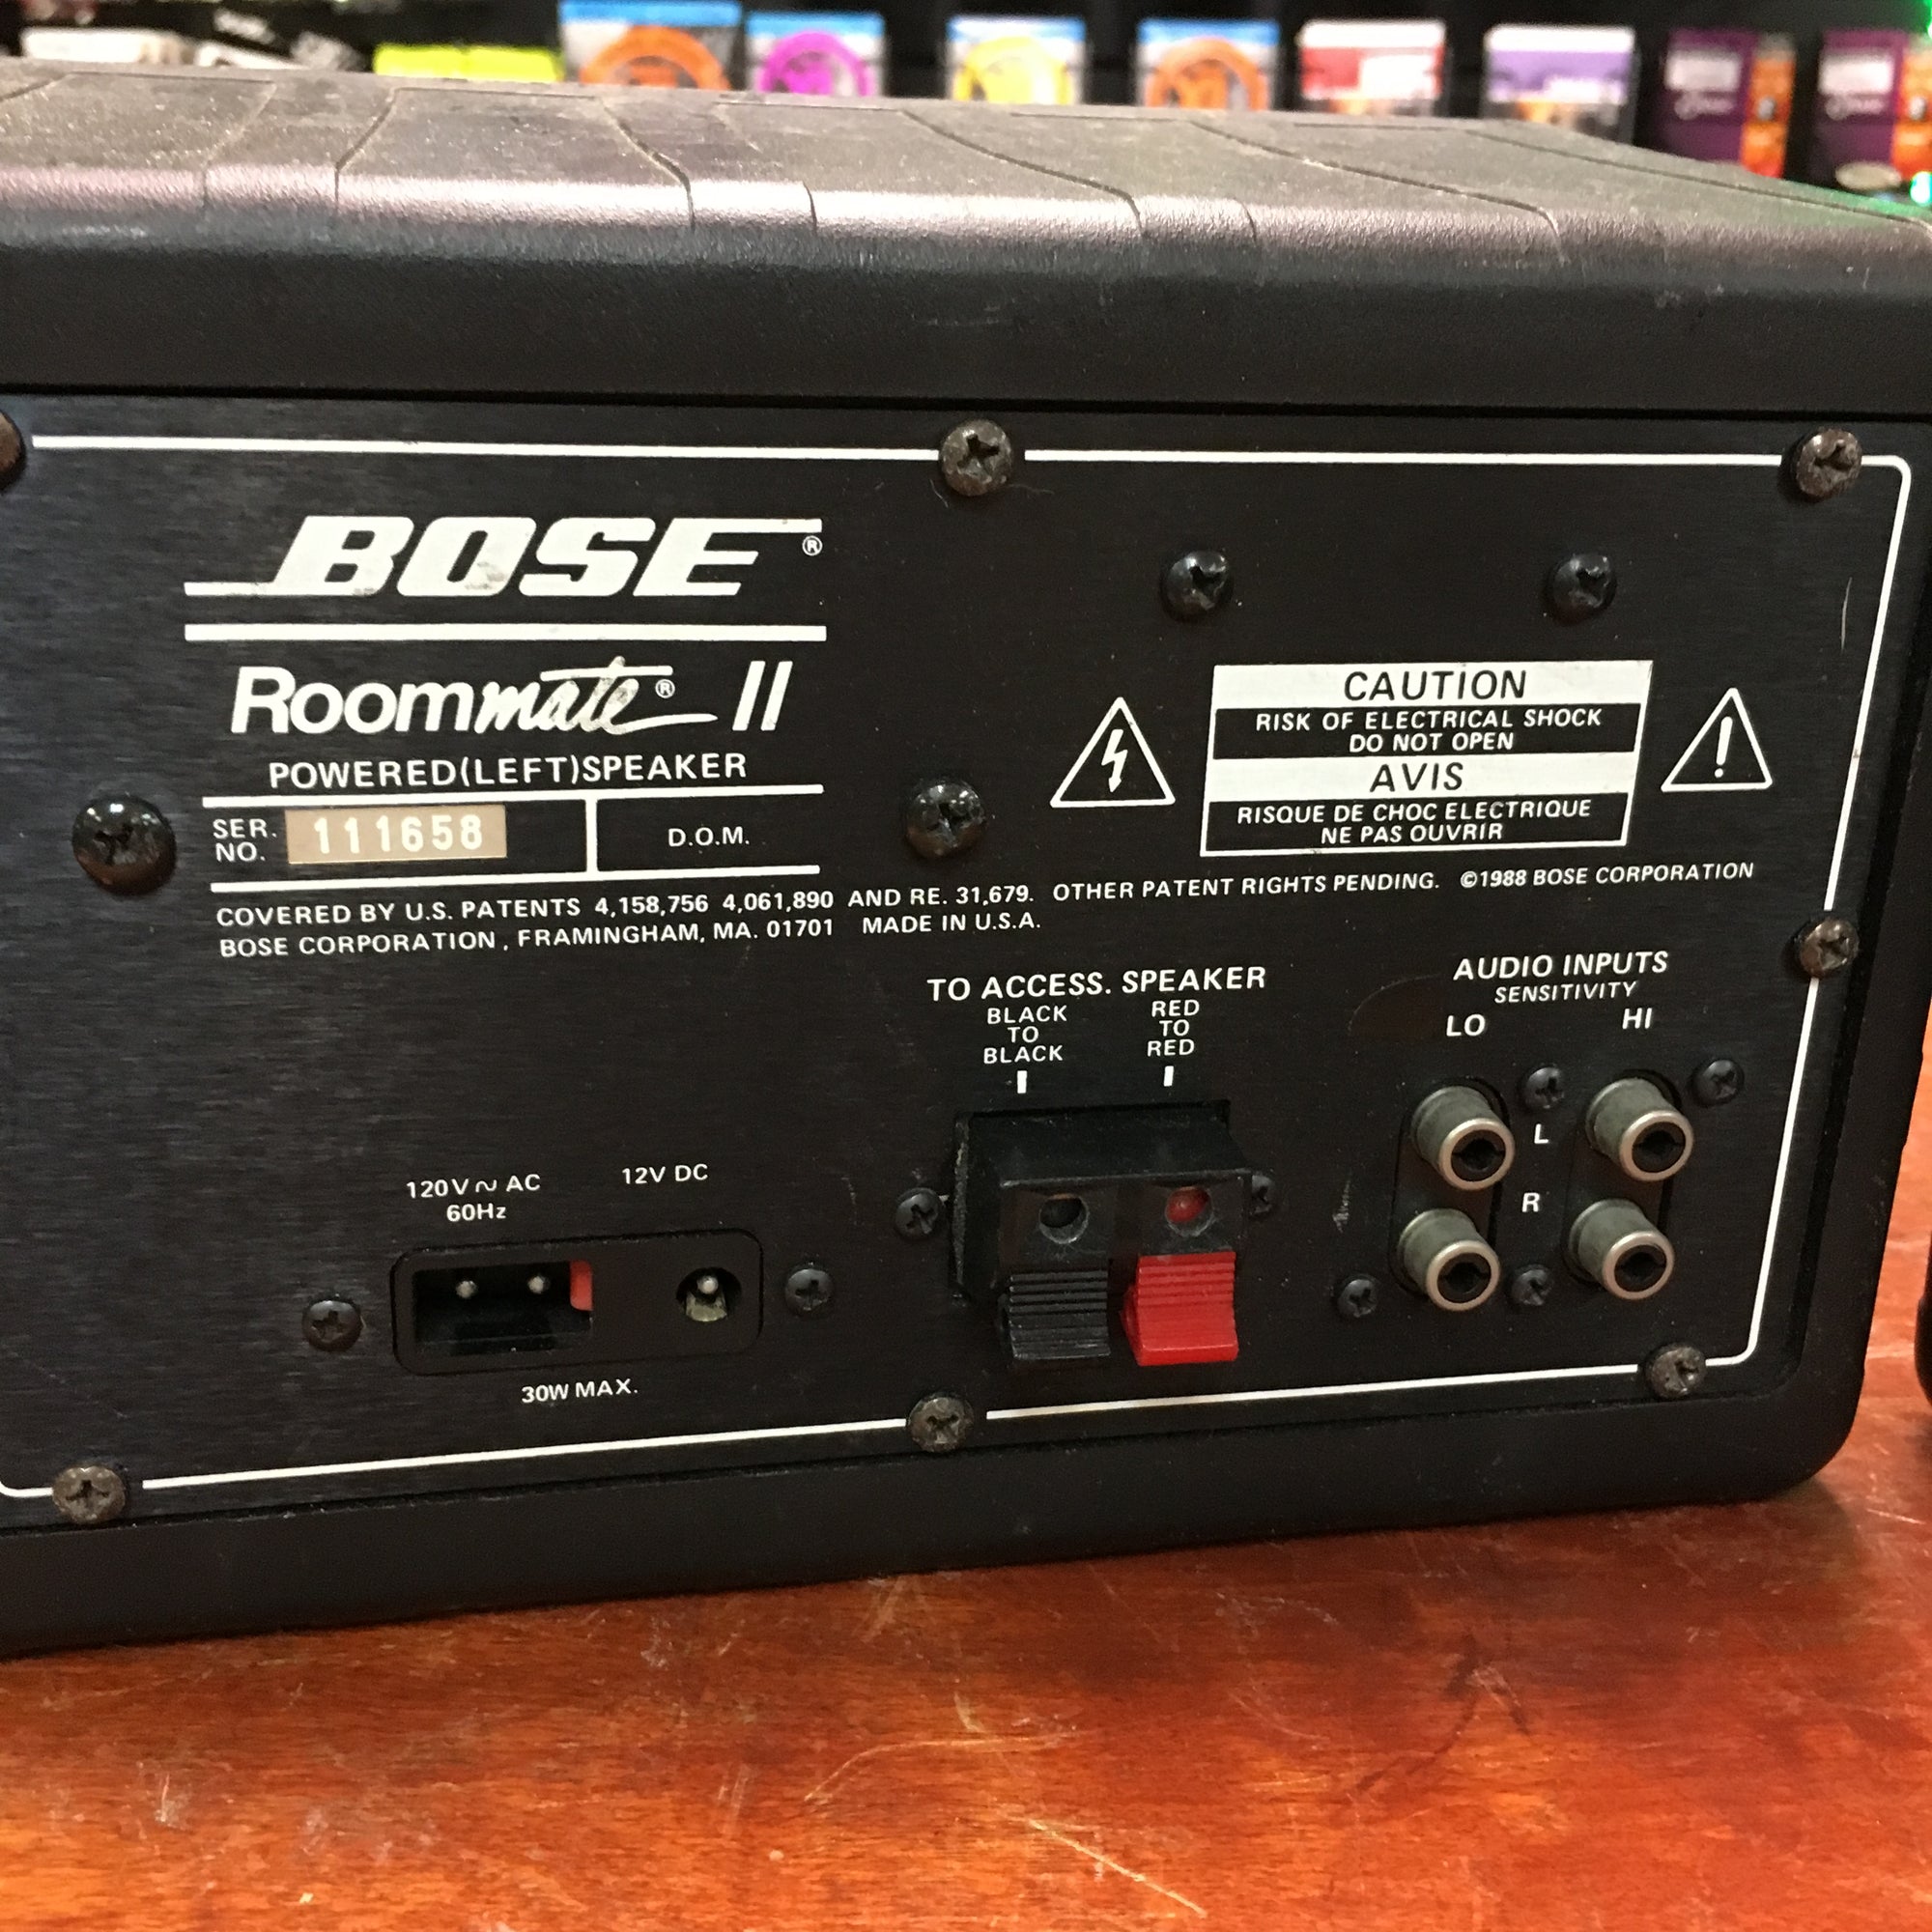 BOSE®
Roommate® II
POWERED(LEFT)SPEAKER
SER. NO. 111658
D.O.M.
CAUTION
RISK OF ELECTRICAL SHOCK
DO NOT OPEN
AVIS
RISQUE DE CHOC ELECTRIQUE
NE PAS OUVRIR
COVERED BY U.S. PATENTS 4,158,756 4,061,890 AND RE. 31,679. OTHER PATENT RIGHTS PENDING. ©1988 BOSE CORPORATION
BOSE CORPORATION, FRAMINGHAM, MA. 01701 MADE IN U.S.A.
TO ACCESS. SPEAKER
BLACK
TO
BLACK
RED
TO
RED
AUDIO INPUTS
SENSITIVITY
LO HI
L
R
120V ~ AC
60Hz
12V DC
30W MAX.